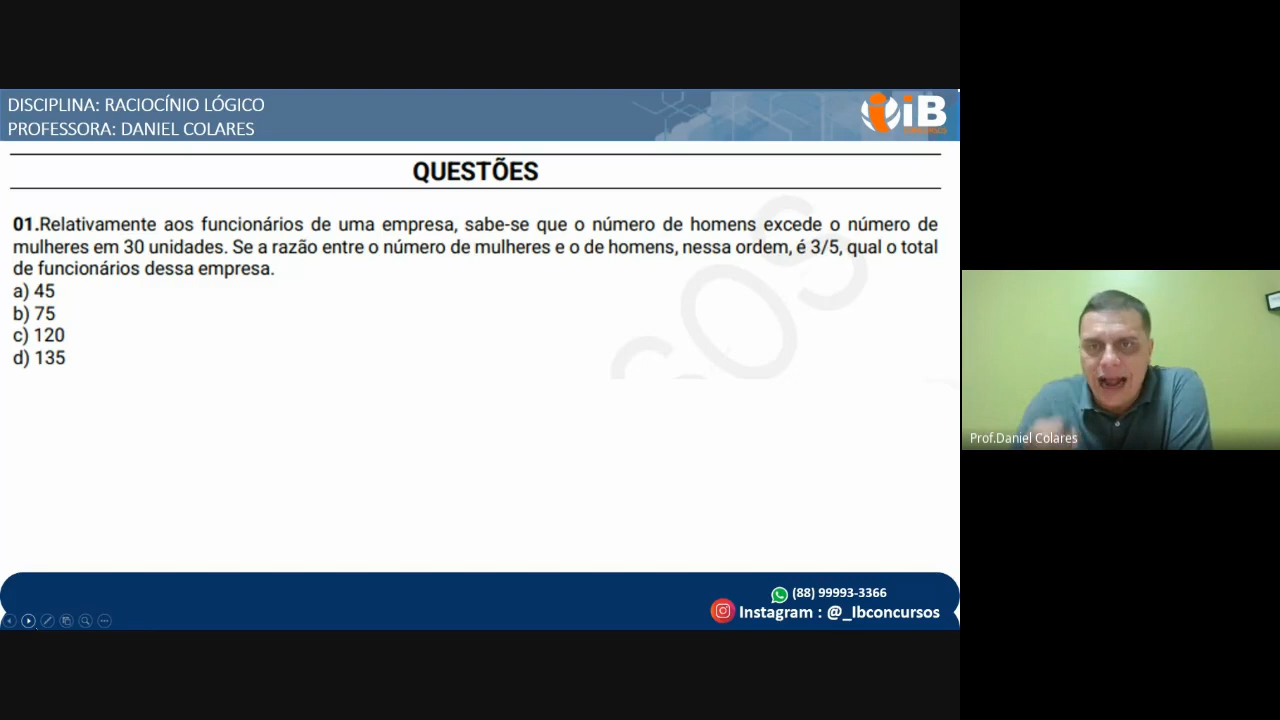 DISCIPLINA: RACIOCÍNIO LÓGICO
PROFESSORA: DANIEL COLARES
iB
CONCURSOS
QUESTÕES
01.Relativamente aos funcionários de uma empresa, sabe-se que o número de homens excede o número de
mulheres em 30 unidades. Se a razão entre o número de mulheres e o de homens, nessa ordem, é 3/5, qual o total
de funcionários dessa empresa.
a) 45
b) 75
c) 120
d) 135
Prof.Daniel Colares
(88) 99993-3366
Instagram : @_Ibconcursos